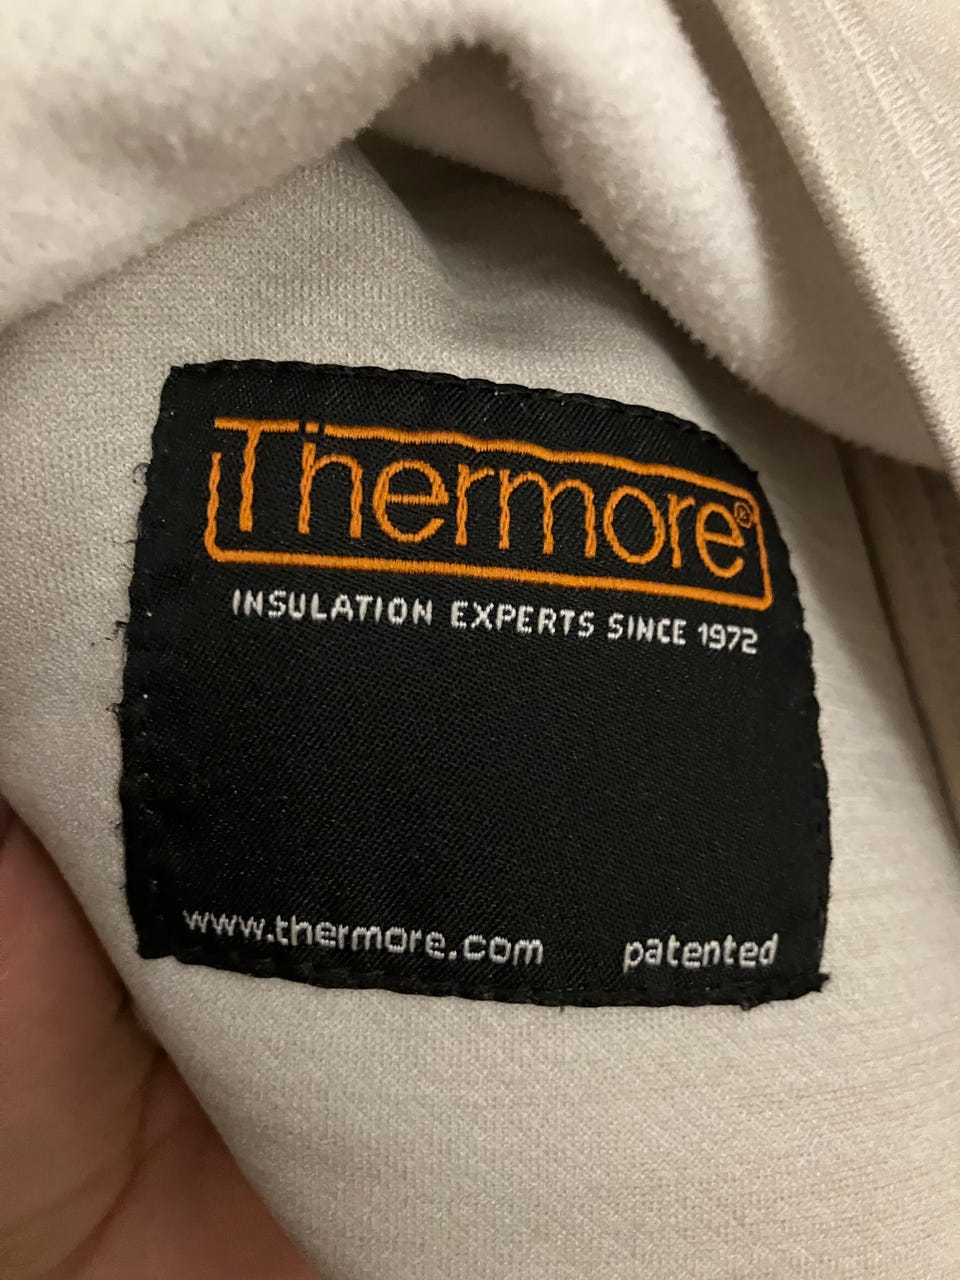 Thermore®
INSULATION EXPERTS SINCE 1972
www.thermore.com patented